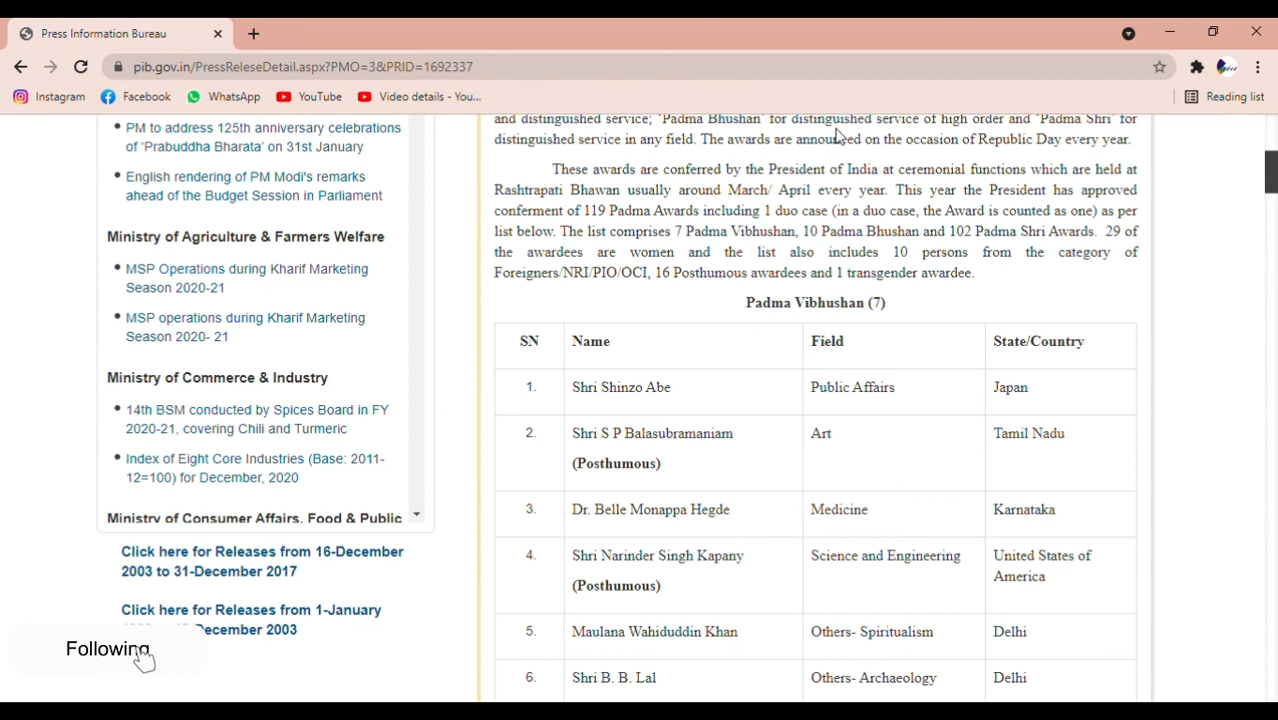 Press Information Bureau
pib.gov.in/PressReleseDetail.aspx?PMO=3&PRID=1692337
Instagram Facebook WhatsApp YouTube Video details - You... Reading list
PM to address 125th anniversary celebrations
of 'Prabuddha Bharata' on 31st January
English rendering of PM Modi's remarks
ahead of the Budget Session in Parliament
Ministry of Agriculture & Farmers Welfare
MSP Operations during Kharif Marketing
Season 2020-21
MSP operations during Kharif Marketing
Season 2020- 21
Ministry of Commerce & Industry
14th BSM conducted by Spices Board in FY
2020-21, covering Chili and Turmeric
Index of Eight Core Industries (Base: 2011-
12=100) for December, 2020
Ministry of Consumer Affairs, Food & Public
Click here for Releases from 16-December
2003 to 31-December 2017
Click here for Releases from 1-January
December 2003
Following
and distinguished service; 'Padma Bhushan' for distinguished service of high order and 'Padma Shri' for
distinguished service in any field. The awards are announced on the occasion of Republic Day every year.
These awards are conferred by the President of India at ceremonial functions which are held at
Rashtrapati Bhawan usually around March/ April every year. This year the President has approved
conferment of 119 Padma Awards including 1 duo case (in a duo case, the Award is counted as one) as per
list below. The list comprises 7 Padma Vibhushan, 10 Padma Bhushan and 102 Padma Shri Awards. 29 of
the awardees are women and the list also includes 10 persons from the category of
Foreigners/NRI/PIO/OCI, 16 Posthumous awardees and 1 transgender awardee.
Padma Vibhushan (7)
SN Name Field State/Country
1. Shri Shinzo Abe Public Affairs Japan
2. Shri S P Balasubramaniam Art Tamil Nadu
(Posthumous)
3. Dr. Belle Monappa Hegde Medicine Karnataka
4. Shri Narinder Singh Kapany Science and Engineering United States of
America
(Posthumous)
5. Maulana Wahiduddin Khan Others- Spiritualism Delhi
6. Shri B. B. Lal Others- Archaeology Delhi